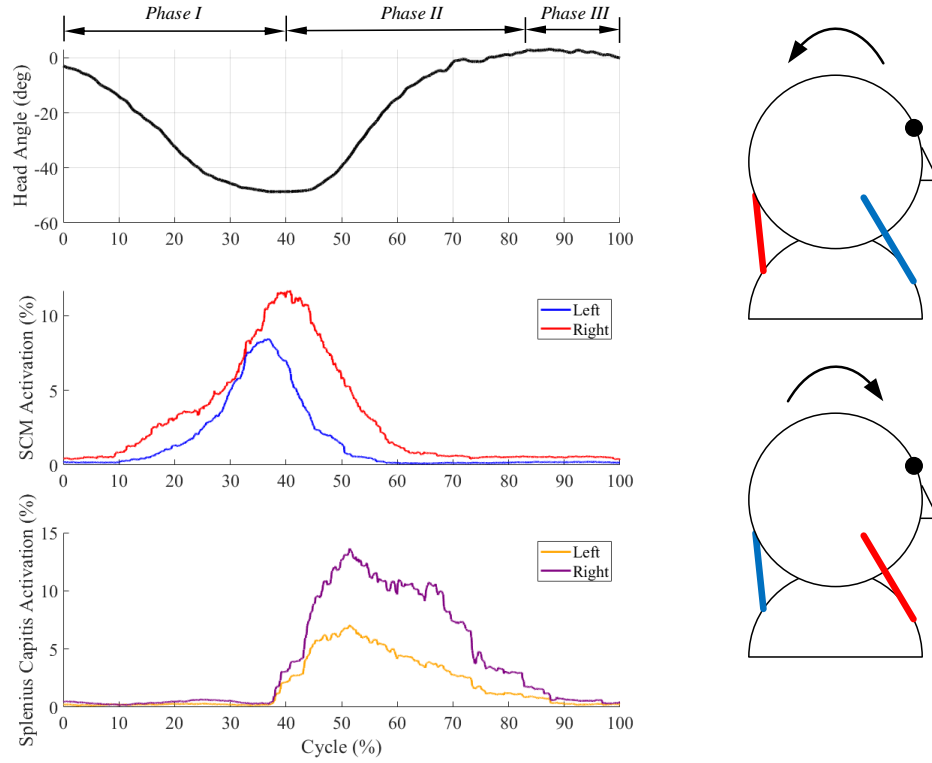 Phase I Phase II Phase III
Head Angle (deg)
0
-20
-40
-60
0 10 20 30 40 50 60 70 80 90 100
SCM Activation (%)
10
5
0
Left
Right
0 10 20 30 40 50 60 70 80 90 100
Splenius Capitis Activation (%)
15
10
5
0
Left
Right
0 10 20 30 40 50 60 70 80 90 100
Cycle (%)